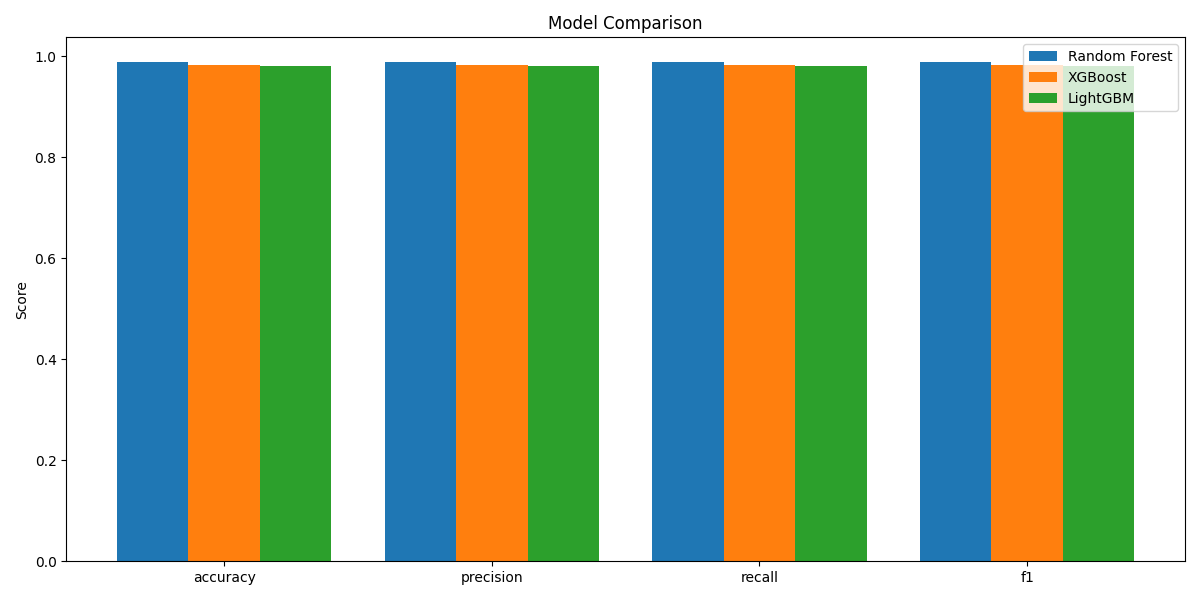 Model Comparison
Random Forest
XGBoost
LightGBM
Score
1.0
0.8
0.6
0.4
0.2
0.0
accuracy
precision
recall
f1